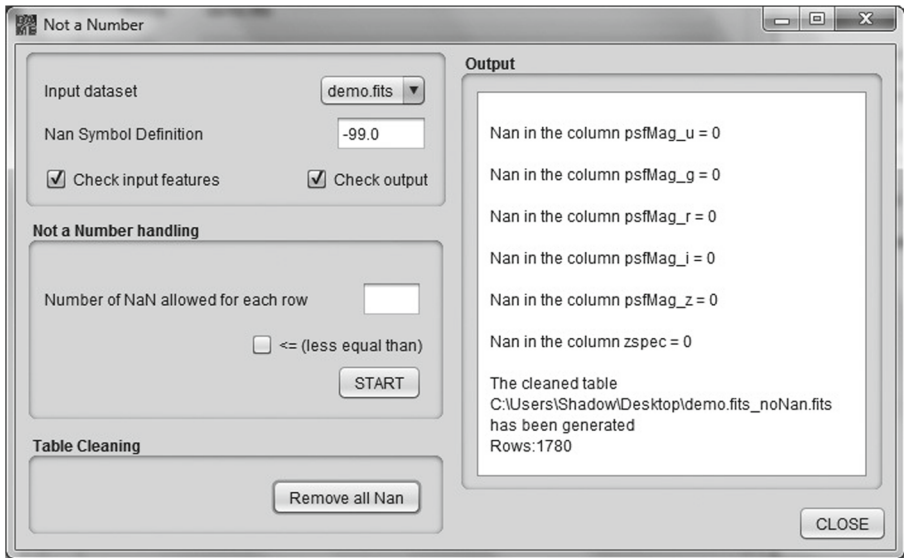 Not a Number
Input dataset
demo.fits
Nan Symbol Definition
-99.0
Check input features
Check output
Not a Number handling
Number of NaN allowed for each row
<= (less equal than)
START
Table Cleaning
Remove all Nan
Output
Nan in the column psfMag_u = 0
Nan in the column psfMag_g = 0
Nan in the column psfMag_r = 0
Nan in the column psfMag_i = 0
Nan in the column psfMag_z = 0
Nan in the column zspec = 0
The cleaned table
C:\Users\Shadow\Desktop\demo.fits_noNan.fits
has been generated
Rows:1780
CLOSE